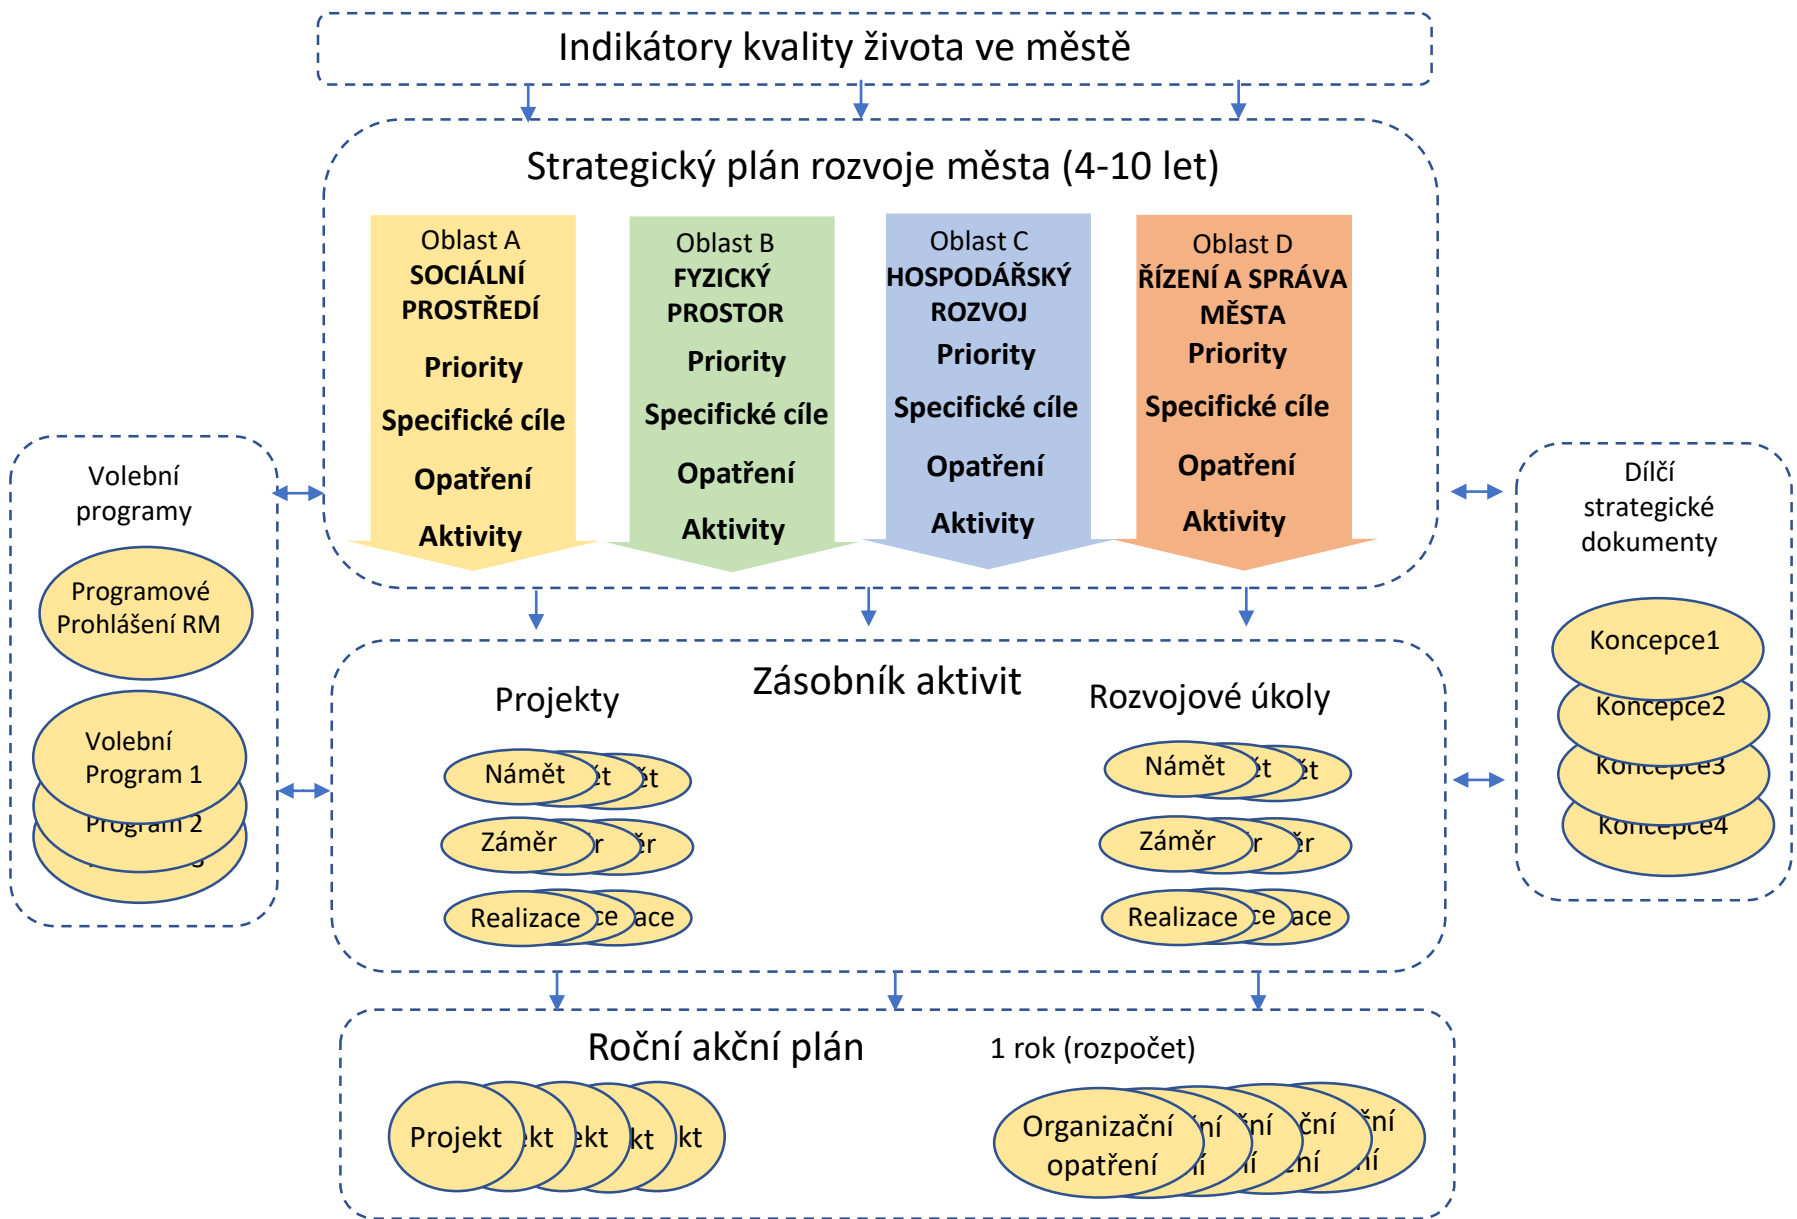 Indikátory kvality života ve městě
Strategický plán rozvoje města (4-10 let)
Oblast A
SOCIÁLNÍ
PROSTŘEDÍ
Priority
Specifické cíle
Opatření
Aktivity
Oblast B
FYZICKÝ
PROSTOR
Priority
Specifické cíle
Opatření
Aktivity
Oblast C
HOSPODÁŘSKÝ
ROZVOJ
Priority
Specifické cíle
Opatření
Aktivity
Oblast D
ŘÍZENÍ A SPRÁVA
MĚSTA
Priority
Specifické cíle
Opatření
Aktivity
Volební
programy
Programové
Prohlášení RM
Volební
Program 1
Program 2
Dílčí
strategické
dokumenty
Koncepce1
Koncepce2
Koncepce3
Koncepce4
Zásobník aktivit
Projekty
Námět
Záměr
Realizace
Rozvojové úkoly
Námět
Záměr
Realizace
Roční akční plán
1 rok (rozpočet)
Projekt
Organizační
opatření